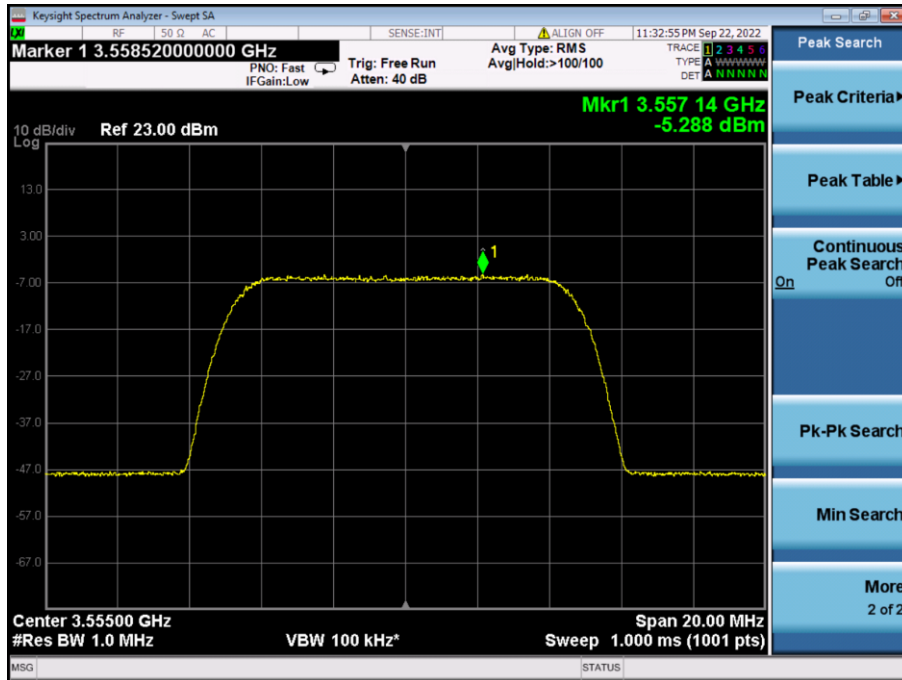 Keysight Spectrum Analyzer - Swept SA
RF 50 Ω AC SENSE:INT ALIGN OFF 11:32:55 PM Sep 22, 2022
Marker 1 3.558520000000 GHz
PNO: Fast
IFGain:Low
Trig: Free Run
Atten: 40 dB
Avg Type: RMS
Avg|Hold:>100/100
TRACE 1 2 3 4 5 6
TYPE A WWWWW
DET A N N N N N
Mkr1 3.557 14 GHz
-5.288 dBm
10 dB/div Ref 23.00 dBm
Log
13.0
3.00
-7.00
-17.0
-27.0
-37.0
-47.0
-57.0
-67.0
1
Center 3.55500 GHz
Span 20.00 MHz
#Res BW 1.0 MHz
VBW 100 kHz*
Sweep 1.000 ms (1001 pts)
MSG
STATUS
Peak Search
Peak Criteria
Peak Table
Continuous
Peak Search
On Off
Pk-Pk Search
Min Search
More
2 of 2